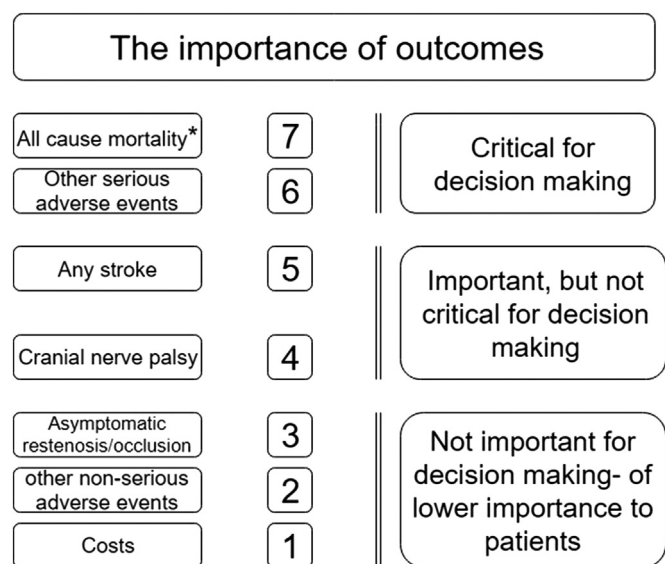 The importance of outcomes
All cause mortality*
7
Other serious
adverse events
6
Critical for
decision making
Any stroke
5
Cranial nerve palsy
4
Important, but not
critical for decision
making
Asymptomatic
restenosis/occlusion
3
other non-serious
adverse events
2
Costs
1
Not important for
decision making- of
lower importance to
patients